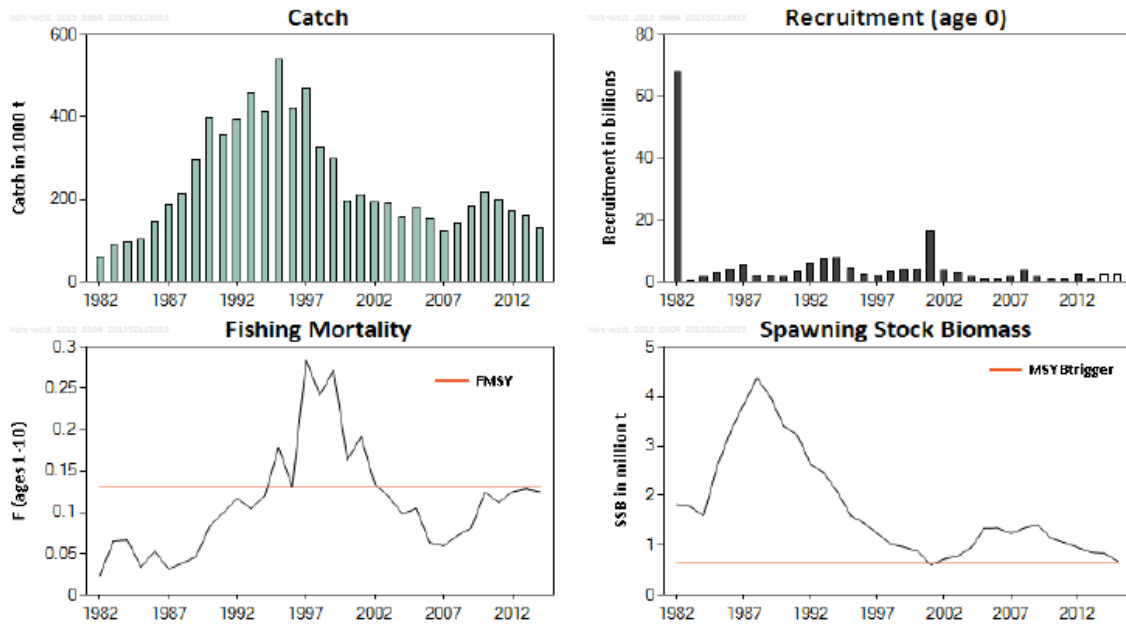 Catch
Catch in 1000 t
600
400
200
0
1982 1987 1992 1997 2002 2007 2012
Recruitment (age 0)
Recruitment in billions
80
60
40
20
0
1982 1987 1992 1997 2002 2007 2012
Fishing Mortality
F (ages 1-10)
0.3
0.25
0.2
0.15
0.1
0.05
0
FMSY
1982 1987 1992 1997 2002 2007 2012
Spawning Stock Biomass
SSB in million t
5
4
3
2
1
0
MSYBtrigger
1982 1987 1992 1997 2002 2007 2012